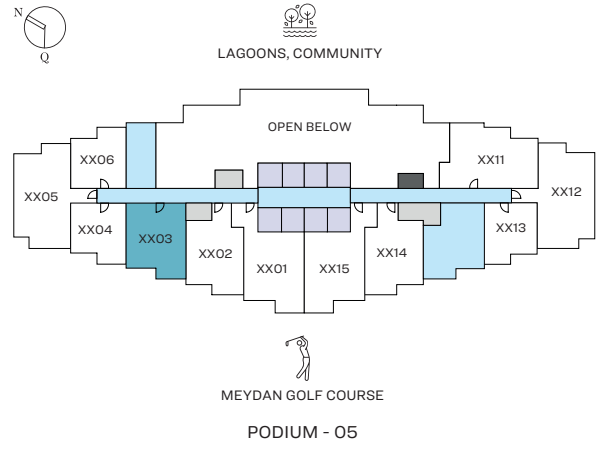 N
Q
LAGOONS, COMMUNITY
OPEN BELOW
XX06
XX11
XX05
XX12
XX04
XX03
XX13
XX02
XX14
XX01
XX15
MEYDAN GOLF COURSE
PODIUM - 05